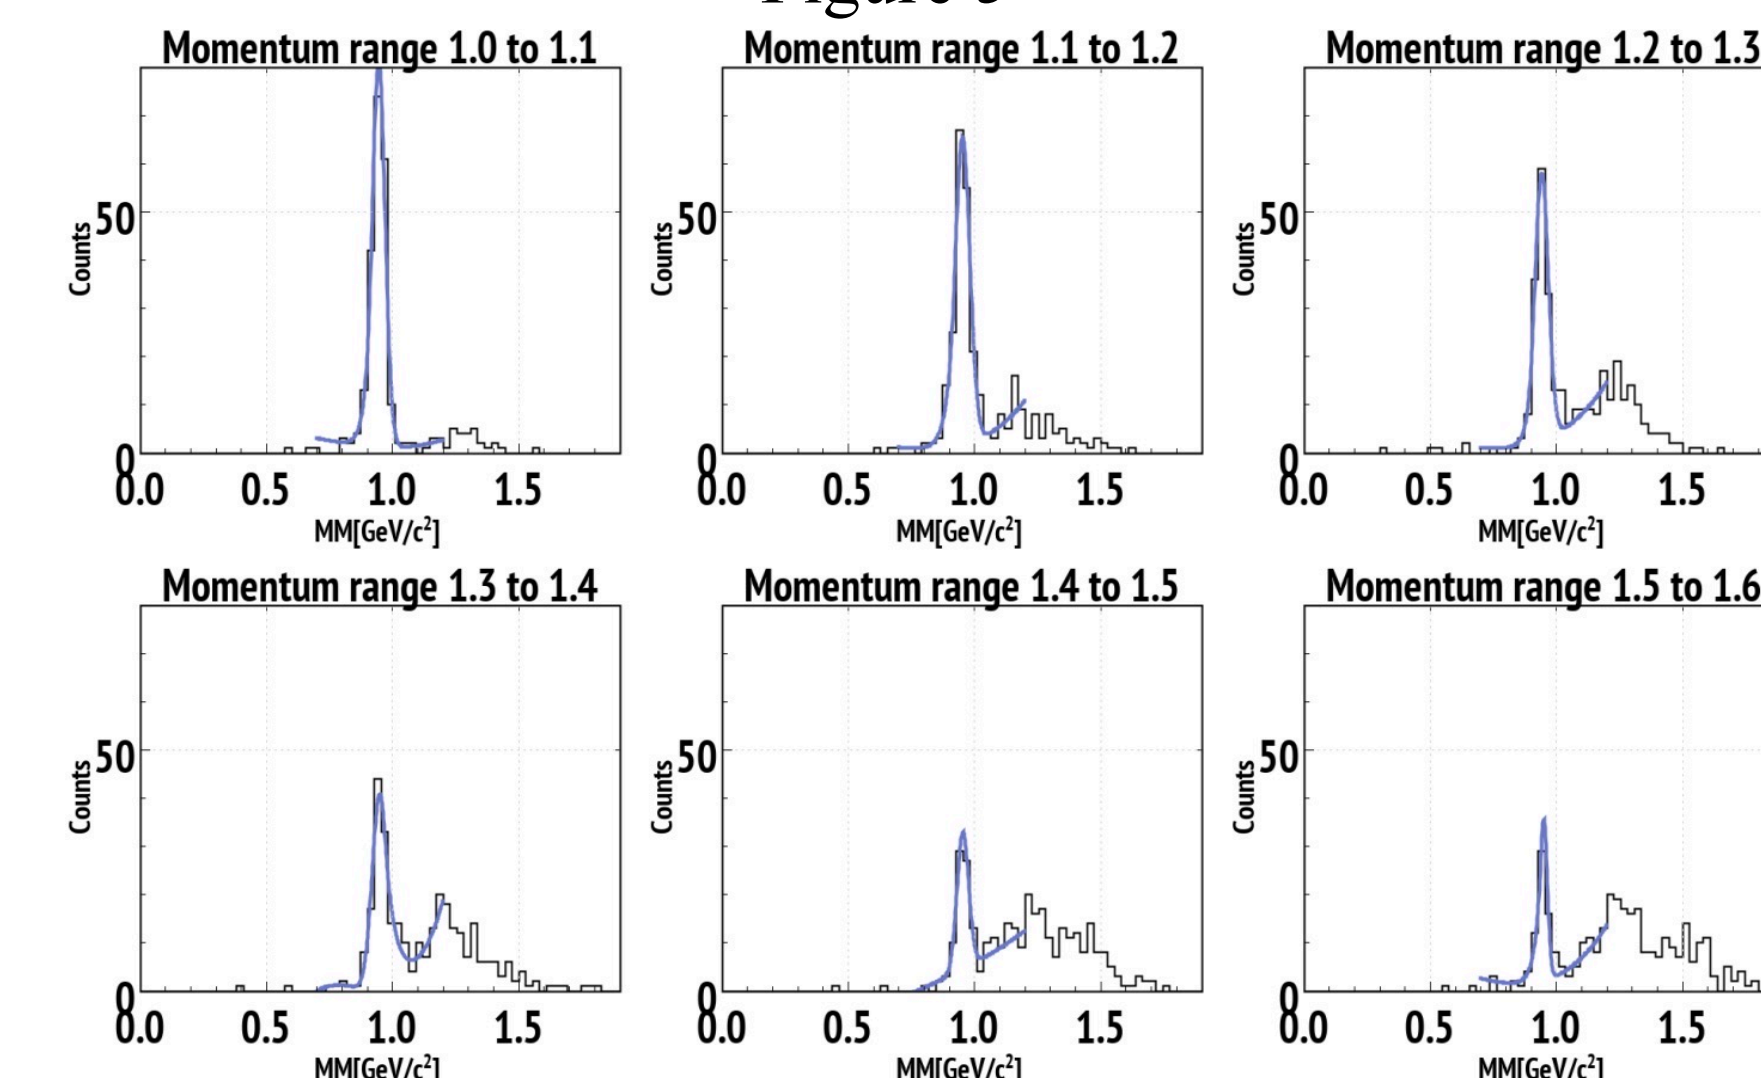 Momentum range 1.0 to 1.1
Counts
50
0
0.0 0.5 1.0 1.5
MM[GeV/c²]
Momentum range 1.1 to 1.2
Counts
50
0
0.0 0.5 1.0 1.5
MM[GeV/c²]
Momentum range 1.2 to 1.3
Counts
50
0
0.0 0.5 1.0 1.5
MM[GeV/c²]
Momentum range 1.3 to 1.4
Counts
50
0
0.0 0.5 1.0 1.5
MM[GeV/c²]
Momentum range 1.4 to 1.5
Counts
50
0
0.0 0.5 1.0 1.5
MM[GeV/c²]
Momentum range 1.5 to 1.6
Counts
50
0
0.0 0.5 1.0 1.5
MM[GeV/c²]